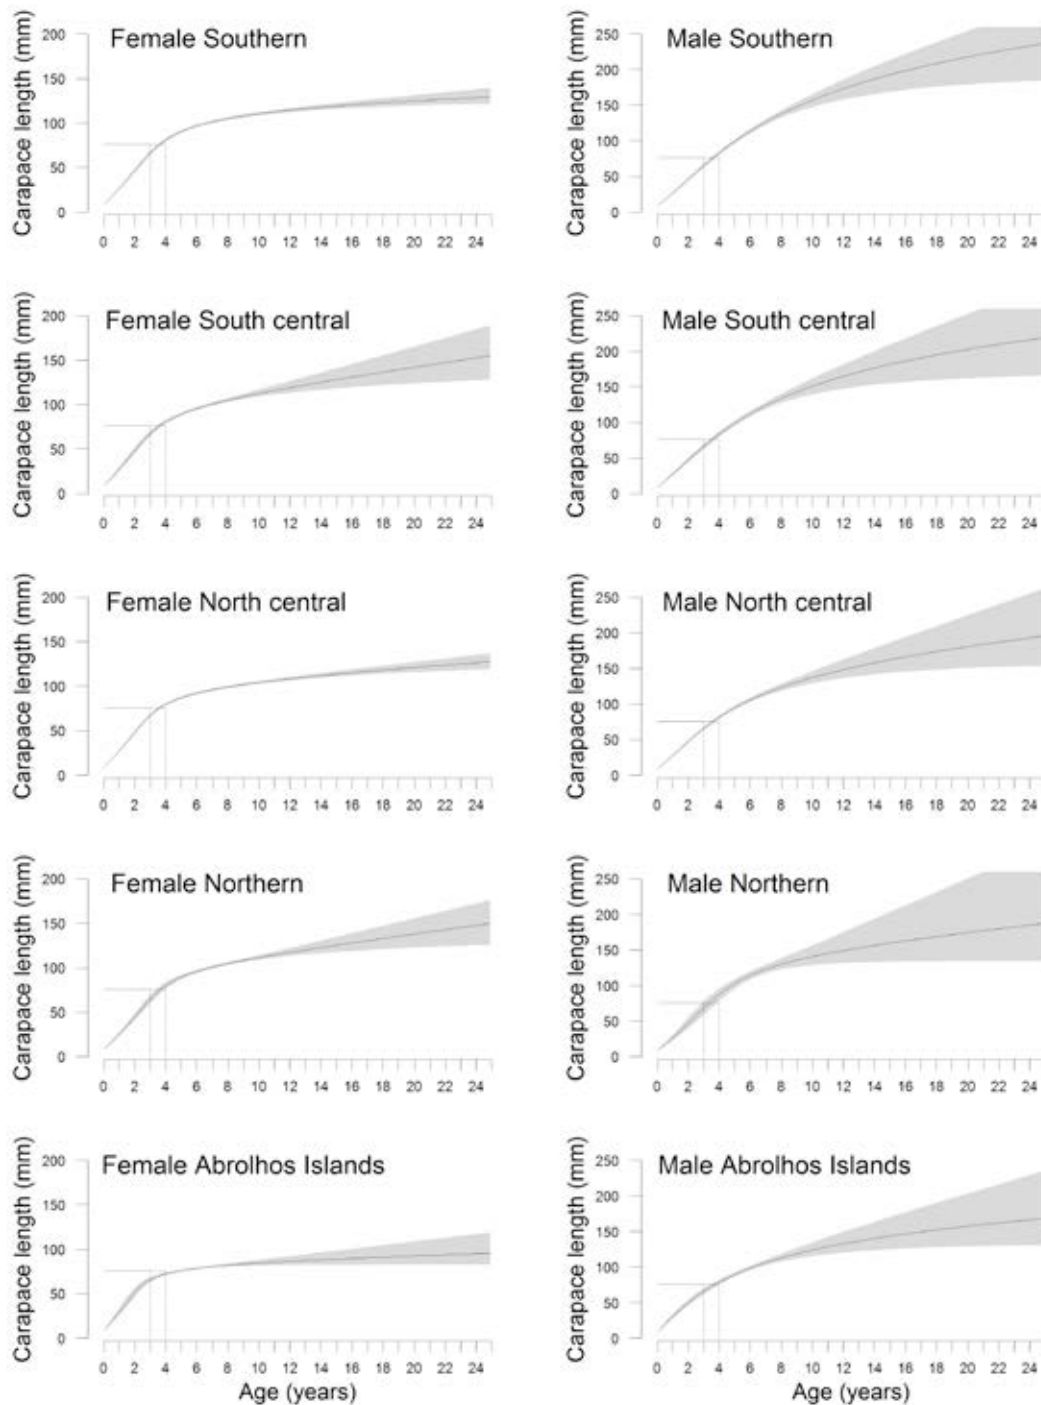 Female Southern
Carapace length (mm)
200
150
100
50
0
0 2 4 6 8 10 12 14 16 18 20 22 24
Male Southern
Carapace length (mm)
250
200
150
100
50
0
0 2 4 6 8 10 12 14 16 18 20 22 24
Female South central
Carapace length (mm)
200
150
100
50
0
0 2 4 6 8 10 12 14 16 18 20 22 24
Male South central
Carapace length (mm)
250
200
150
100
50
0
0 2 4 6 8 10 12 14 16 18 20 22 24
Female North central
Carapace length (mm)
200
150
100
50
0
0 2 4 6 8 10 12 14 16 18 20 22 24
Male North central
Carapace length (mm)
250
200
150
100
50
0
0 2 4 6 8 10 12 14 16 18 20 22 24
Female Northern
Carapace length (mm)
200
150
100
50
0
0 2 4 6 8 10 12 14 16 18 20 22 24
Male Northern
Carapace length (mm)
250
200
150
100
50
0
0 2 4 6 8 10 12 14 16 18 20 22 24
Female Abrolhos Islands
Carapace length (mm)
200
150
100
50
0
0 2 4 6 8 10 12 14 16 18 20 22 24
Age (years)
Male Abrolhos Islands
Carapace length (mm)
250
200
150
100
50
0
0 2 4 6 8 10 12 14 16 18 20 22 24
Age (years)